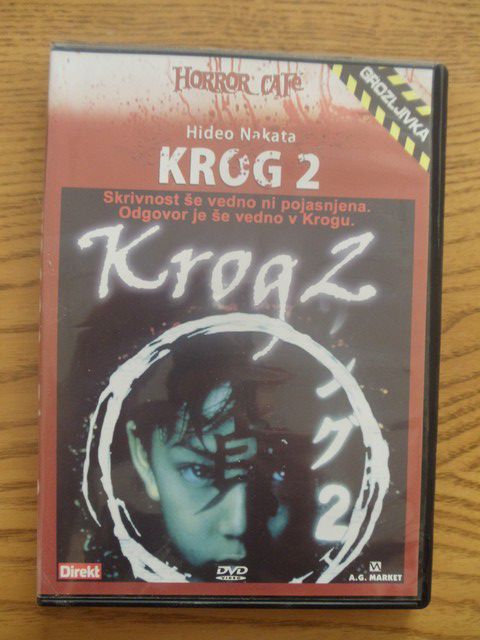 HORROR CAFe
GROZLJIVKA
Hideo Nakata
KROG 2
Skrivnost še vedno ni pojasnjena.
Odgovor je še vedno v Krogu.
Krog 2
リング2
Direkt
DVD
VIDEO
A.G. MARKET